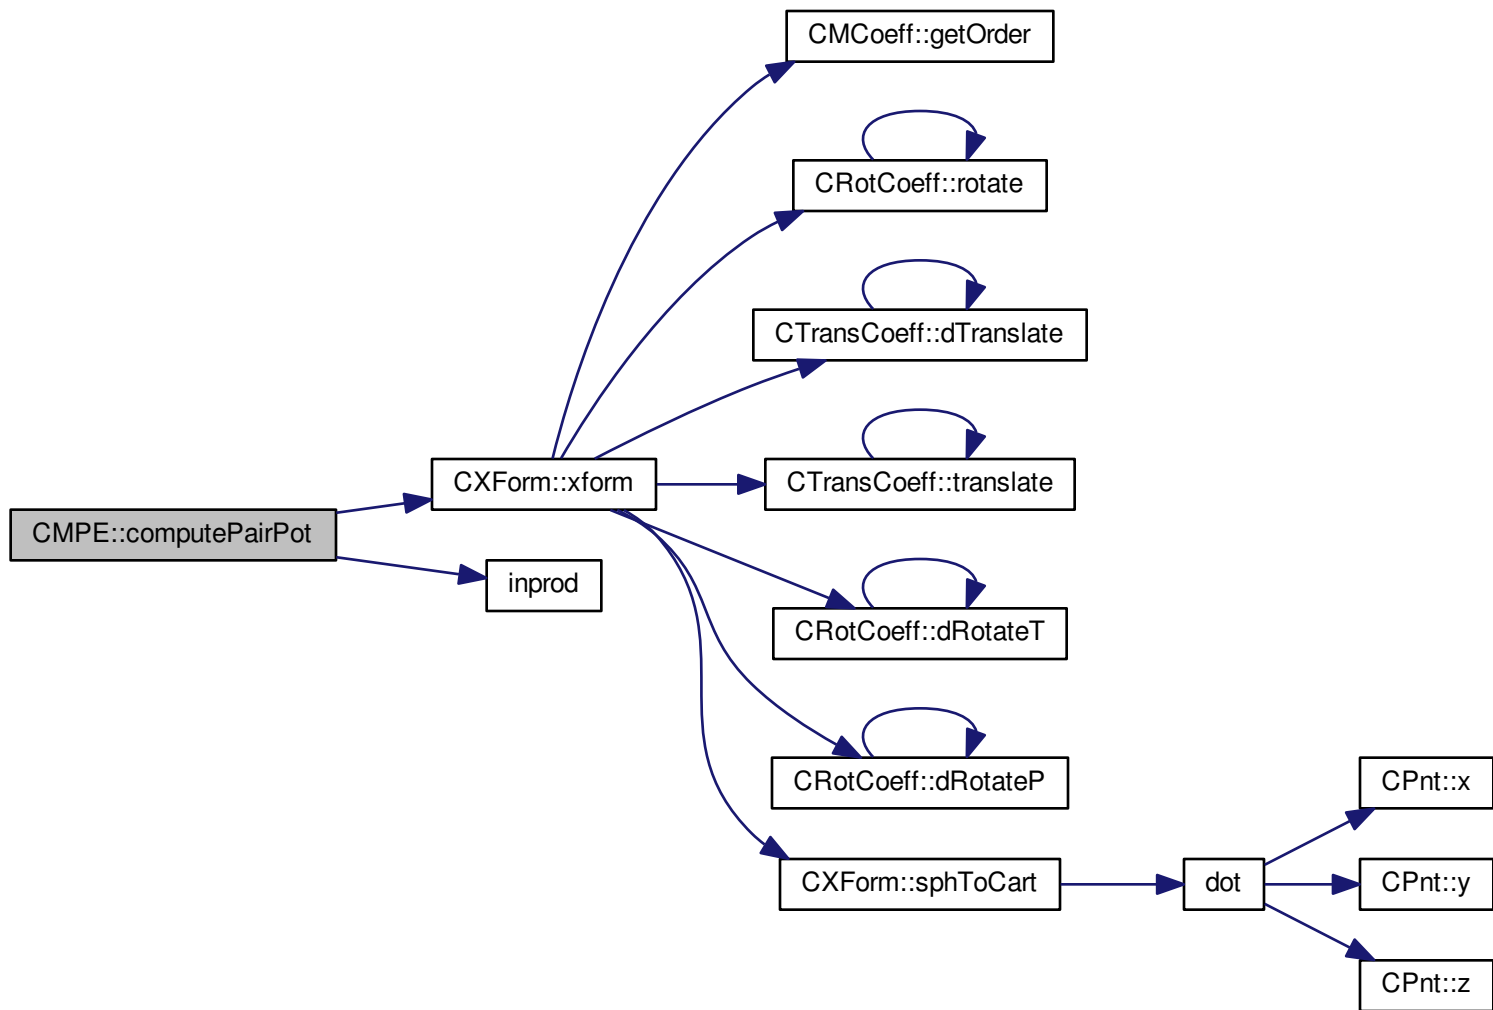 CMCoeff::getOrder
CRotCoeff::rotate
CTransCoeff::dTranslate
CXForm::xform
CTransCoeff::translate
CMPE::computePairPot
inprod
CRotCoeff::dRotateT
CRotCoeff::dRotateP
CPnt::x
CXForm::sphToCart
dot
CPnt::y
CPnt::z